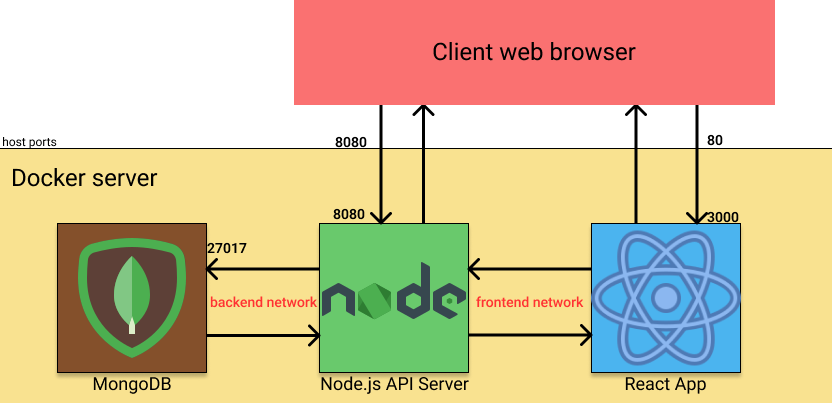 Client web browser
host ports
8080
80
Docker server
8080
3000
27017
backend network
node
frontend network
MongoDB
Node.js API Server
React App